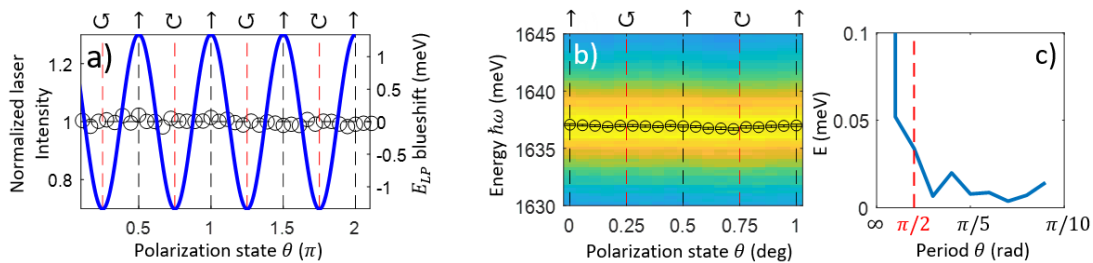 ↺ ↑ ↻ ↑ ↺ ↑ ↻ ↑
a)
Normalized laser
Intensity
1.2
1
0.8
1
0.5
0
-0.5
-1
E_LP blueshift (meV)
0.5 1 1.5 2
Polarization state θ (π)
↑ ↺ ↑ ↻ ↑
b)
Energy ℏω (meV)
1645
1640
1635
1630
0 0.25 0.5 0.75 1
Polarization state θ (deg)
c)
E (meV)
0.1
0.05
0
∞ π/2 π/5 π/10
Period θ (rad)